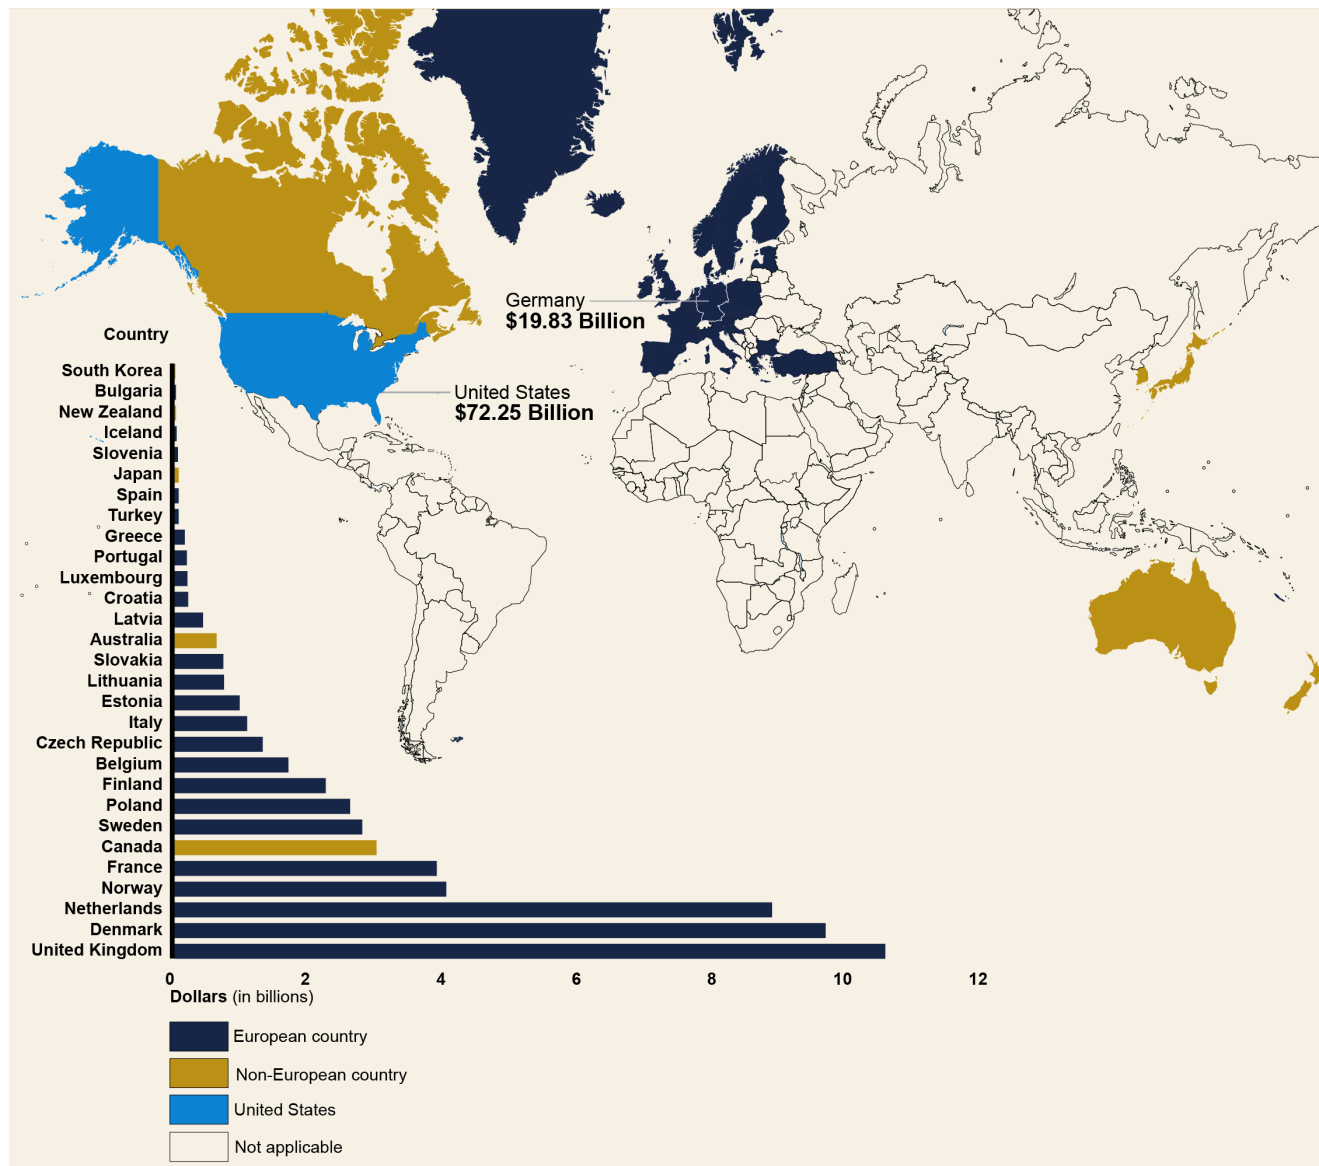 Germany
$19.83 Billion
Country
United States
$72.25 Billion
South Korea
Bulgaria
New Zealand
Iceland
Slovenia
Japan
Spain
Turkey
Greece
Portugal
Luxembourg
Croatia
Latvia
Australia
Slovakia
Lithuania
Estonia
Italy
Czech Republic
Belgium
Finland
Poland
Sweden
Canada
France
Norway
Netherlands
Denmark
United Kingdom
0 2 4 6 8 10 12
Dollars (in billions)
European country
Non-European country
United States
Not applicable